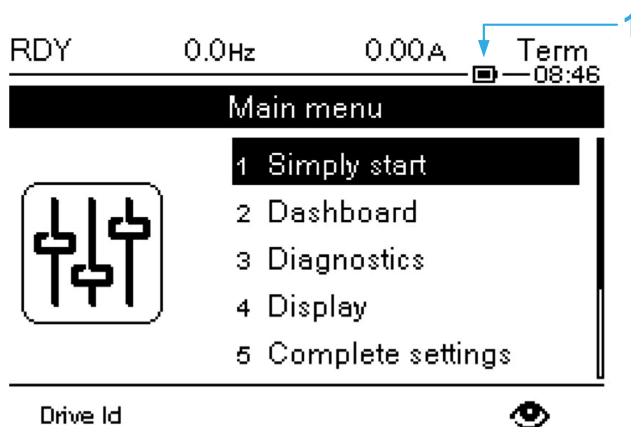 1
RDY 0.0Hz 0.00A Term
08:46
Main menu
1 Simply start
2 Dashboard
3 Diagnostics
4 Display
5 Complete settings
Drive Id